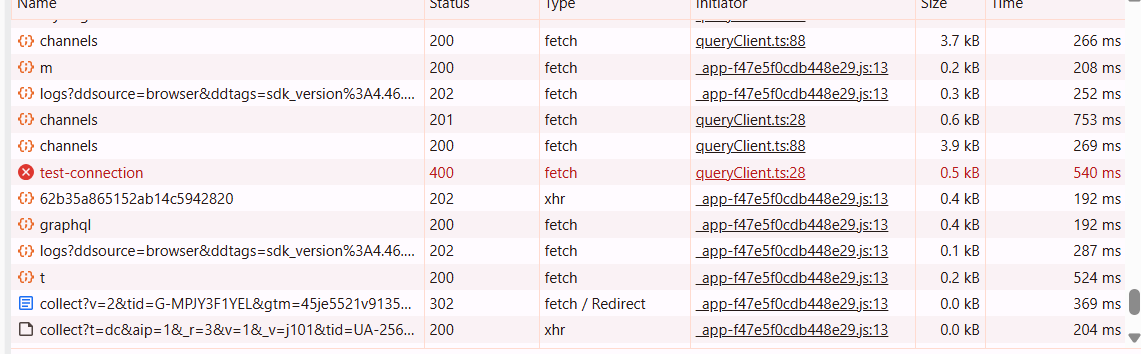 Name Status Type Initiator Size Time
channels 200 fetch queryClient.ts:88 3.7 kB 266 ms
m 200 fetch _app-f47e5f0cdb448e29.js:13 0.2 kB 208 ms
logs?ddsource=browser&ddtags=sdk_version%3A4.46.... 202 fetch _app-f47e5f0cdb448e29.js:13 0.3 kB 252 ms
channels 201 fetch queryClient.ts:28 0.6 kB 753 ms
channels 200 fetch queryClient.ts:88 3.9 kB 269 ms
test-connection 400 fetch queryClient.ts:28 0.5 kB 540 ms
62b35a865152ab14c5942820 202 xhr _app-f47e5f0cdb448e29.js:13 0.4 kB 192 ms
graphql 200 fetch _app-f47e5f0cdb448e29.js:13 0.4 kB 192 ms
logs?ddsource=browser&ddtags=sdk_version%3A4.46.... 202 fetch _app-f47e5f0cdb448e29.js:13 0.1 kB 287 ms
t 200 fetch _app-f47e5f0cdb448e29.js:13 0.2 kB 524 ms
collect?v=2&tid=G-MPJY3F1YEL&gtm=45je5521v9135... 302 fetch / Redirect _app-f47e5f0cdb448e29.js:13 0.0 kB 369 ms
collect?t=dc&aip=1&_r=3&v=1&_v=j101&tid=UA-256... 200 xhr _app-f47e5f0cdb448e29.js:13 0.0 kB 204 ms